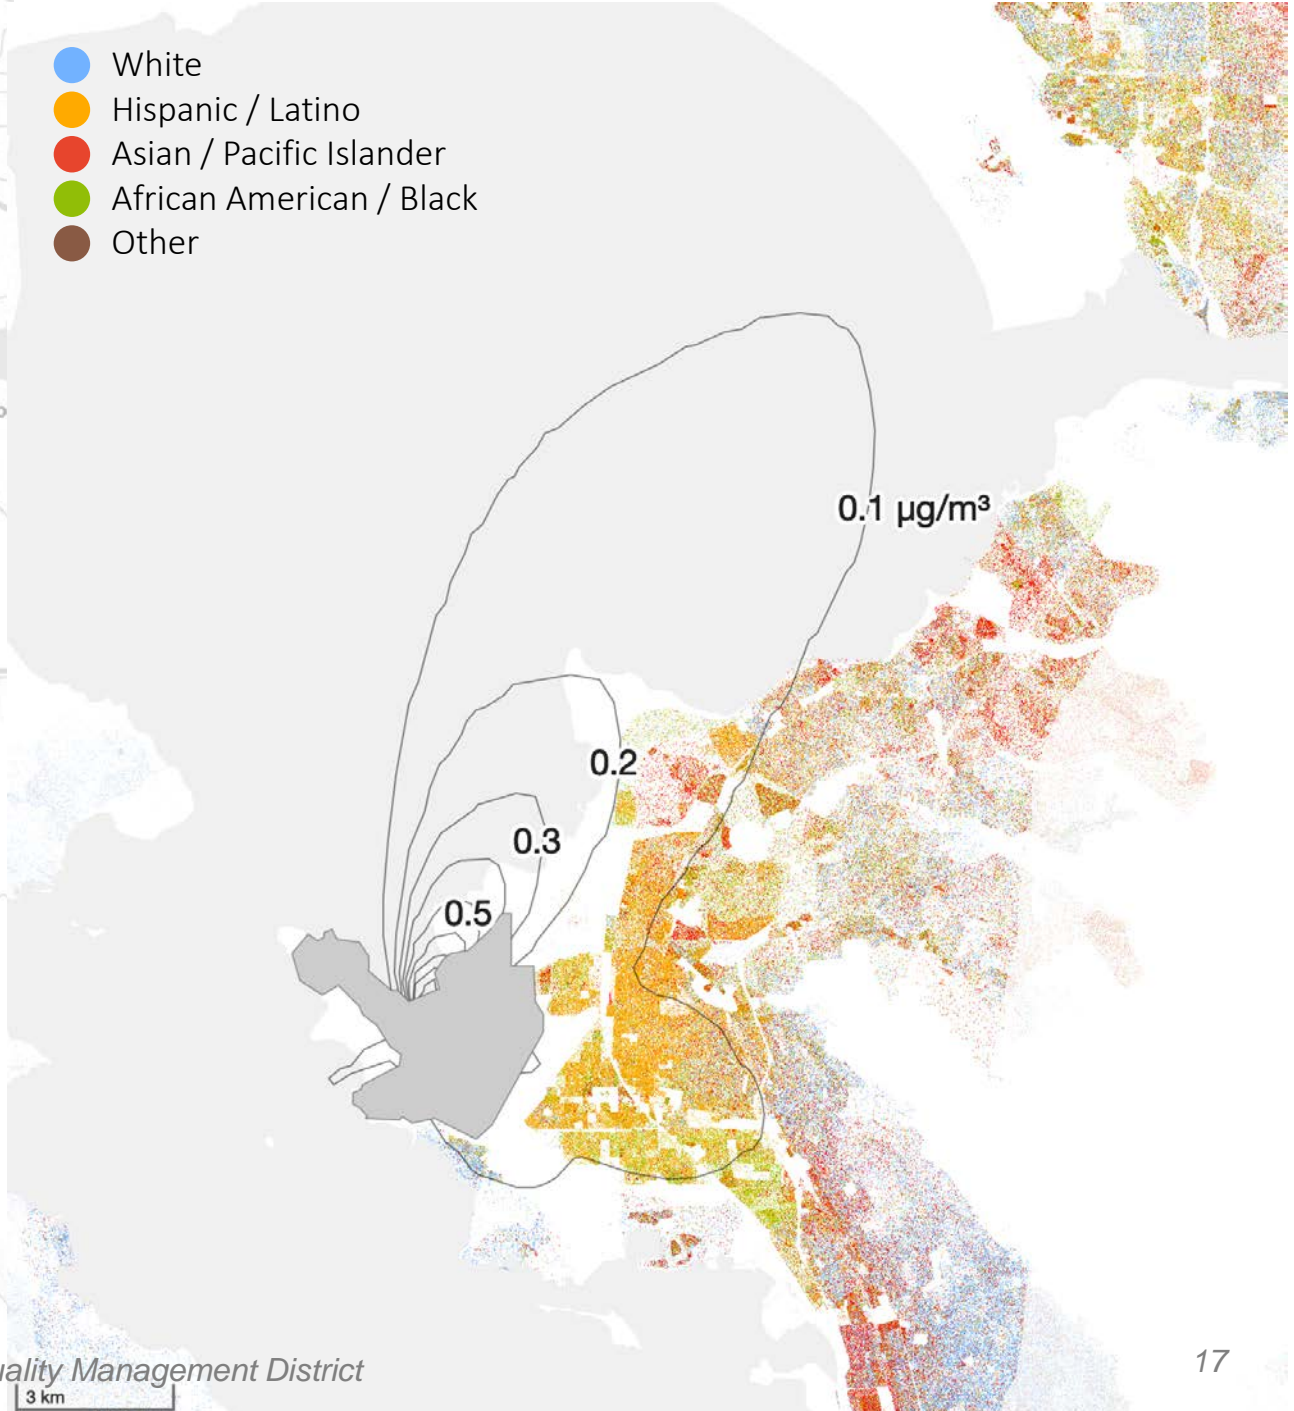 White
Hispanic / Latino
Asian / Pacific Islander
African American / Black
Other
0.1 µg/m³
0.2
0.3
0.5
Management District
17
3 km